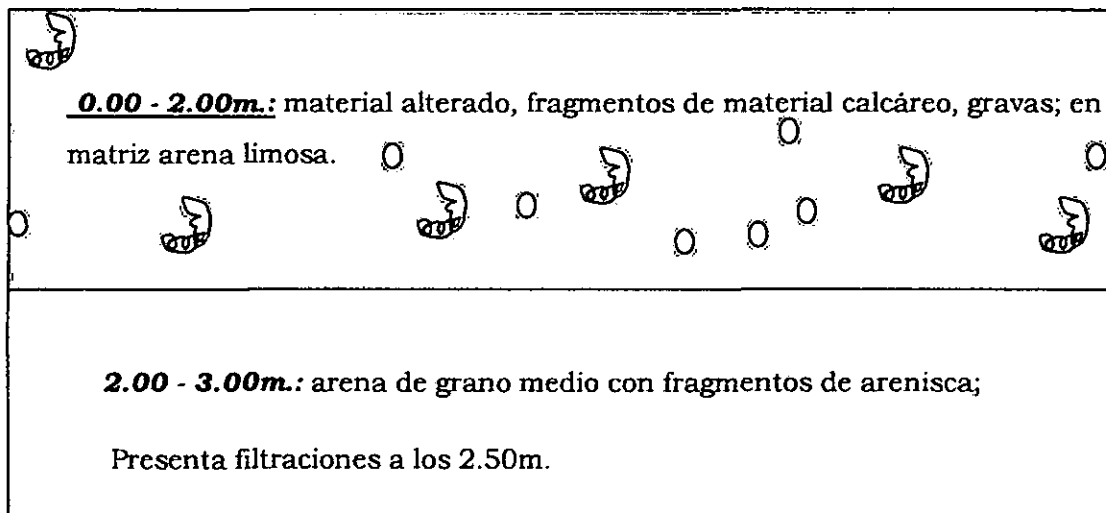 0.00 - 2.00m.: material alterado, fragmentos de material calcáreo, gravas; en
matriz arena limosa.
2.00 - 3.00m.: arena de grano medio con fragmentos de arenisca;
Presenta filtraciones a los 2.50m.